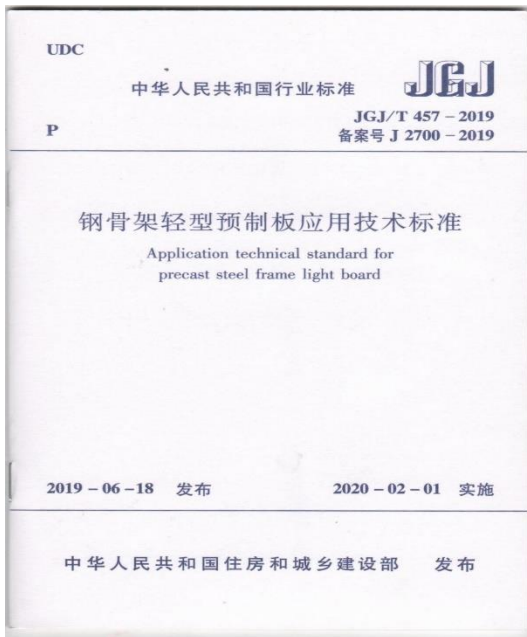 UDC
中华人民共和国行业标准
JGJ
JGJ/T 457-2019
P
备案号 J 2700-2019
钢骨架轻型预制板应用技术标准
Application technical standard for
precast steel frame light board
2019-06-18 发布
2020-02-01 实施
中华人民共和国住房和城乡建设部 发布